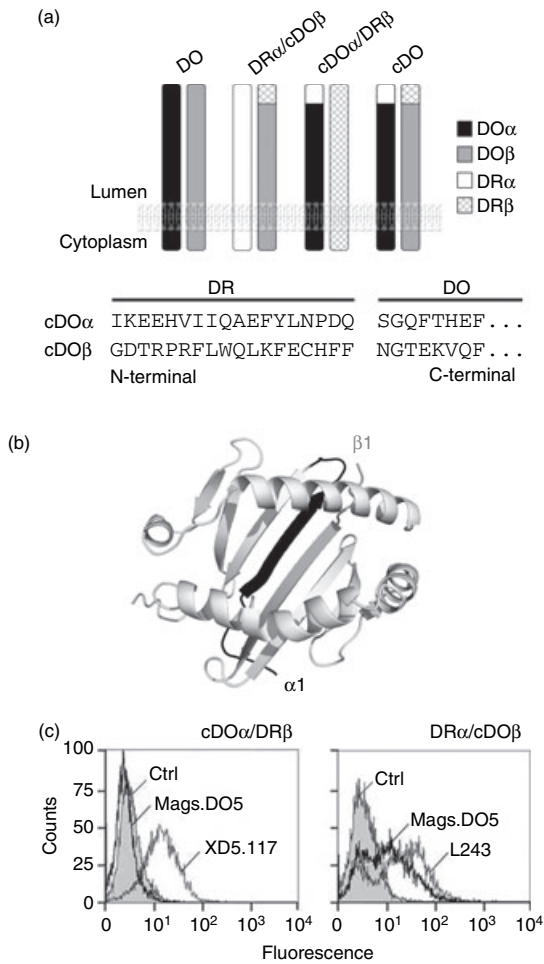 (a)
DO
DRα/cDOβ
cDOα/DRβ
cDO
DOα
DOβ
DRα
DRβ
Lumen
Cytoplasm
DR DO
cDOα IKEEHVIIQAEFYLNPDQ SGQFTHEF...
cDOβ GDTRPRFLWQLKFECHFF NGTEKVQF...
N-terminal C-terminal
(b)
β1
α1
(c)
cDOα/DRβ DRα/cDOβ
100
75
50
25
0
Counts
Ctrl
Mags.DO5
XD5.117
Ctrl
Mags.DO5
L243
0 10¹ 10² 10³ 10⁴ 0 10¹ 10² 10³ 10⁴
Fluorescence